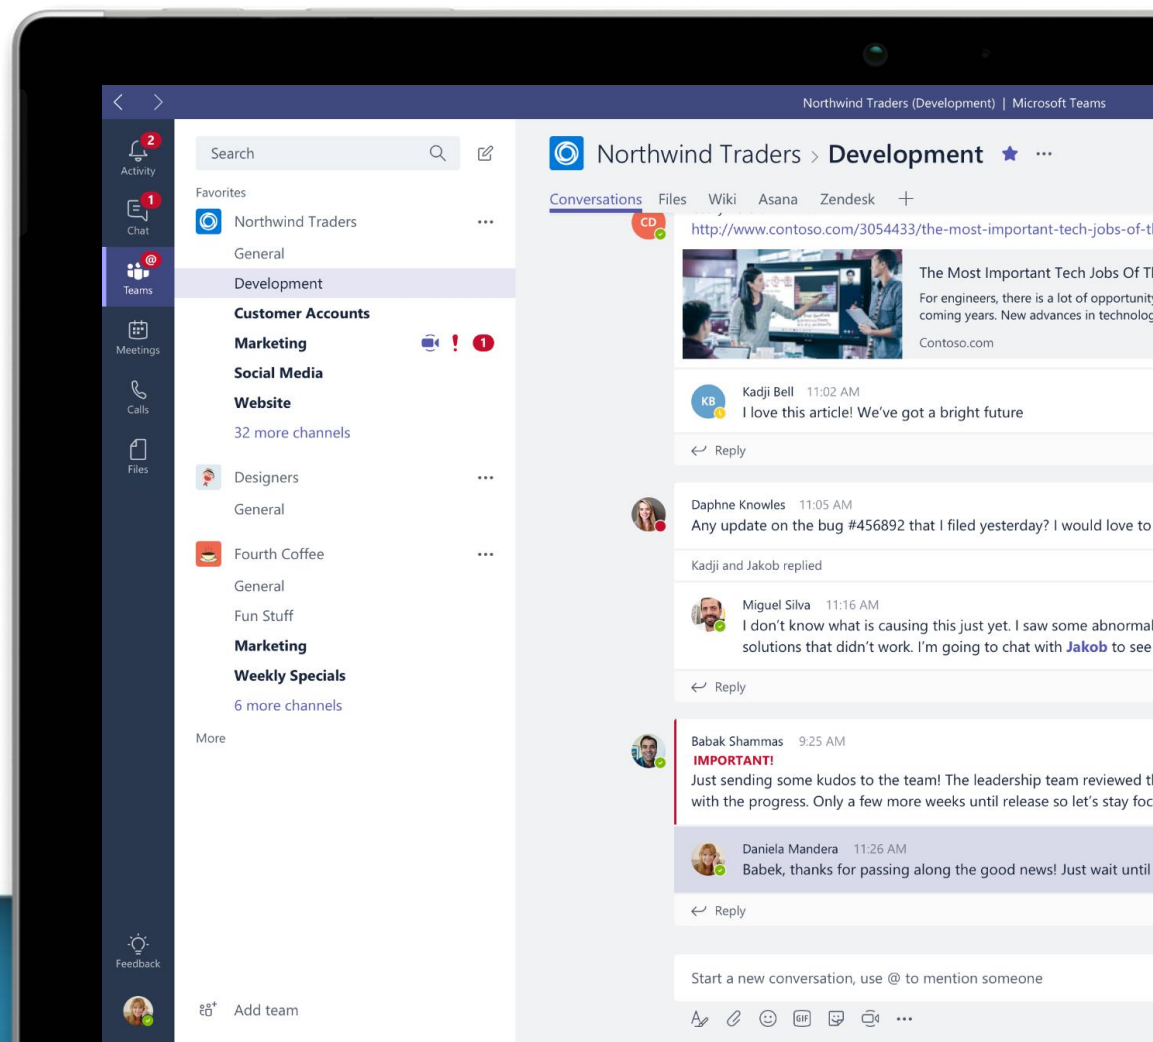 Northwind Traders (Development) | Microsoft Teams
2
Activity
1
Chat
@
Teams
Meetings
Calls
Files
Feedback
Search
Favorites
Northwind Traders
General
Development
Customer Accounts
Marketing
1
Social Media
Website
32 more channels
Designers
General
Fourth Coffee
General
Fun Stuff
Marketing
Weekly Specials
6 more channels
More
Add team
Northwind Traders > Development
Conversations Files Wiki Asana Zendesk
CD
http://www.contoso.com/3054433/the-most-important-tech-jobs-of-t
The Most Important Tech Jobs Of T
For engineers, there is a lot of opportunity
coming years. New advances in technolog
Contoso.com
KB
Kadji Bell 11:02 AM
I love this article! We've got a bright future
Reply
Daphne Knowles 11:05 AM
Any update on the bug #456892 that I filed yesterday? I would love to
Kadji and Jakob replied
Miguel Silva 11:16 AM
I don't know what is causing this just yet. I saw some abnormal
solutions that didn't work. I'm going to chat with Jakob to see
Reply
Babak Shammas 9:25 AM
IMPORTANT!
Just sending some kudos to the team! The leadership team reviewed t
with the progress. Only a few more weeks until release so let's stay foc
Daniela Mandera 11:26 AM
Babek, thanks for passing along the good news! Just wait until
Reply
Start a new conversation, use @ to mention someone
GIF